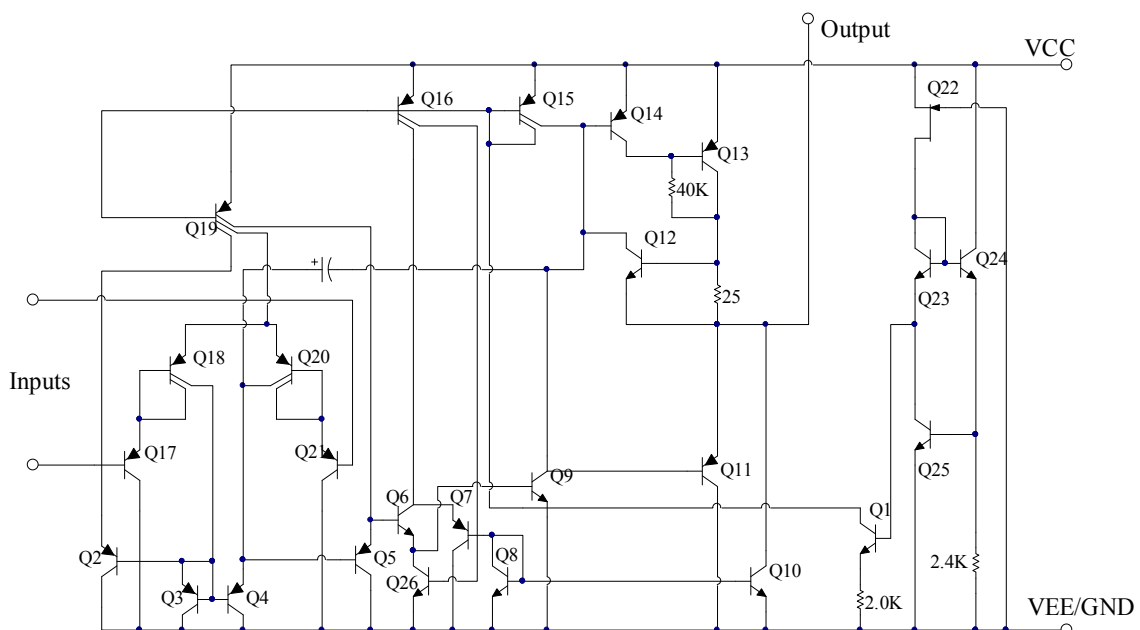 Output
VCC
Q16
Q15
Q14
Q22
Q13
40K
Q19
Q12
Q24
+
25
Q23
Q18
Q20
Inputs
Q17
Q21
Q25
Q9
Q11
Q6
Q7
Q1
Q2
Q5
Q8
Q26
Q10
2.4K
Q3
Q4
2.0K
VEE/GND